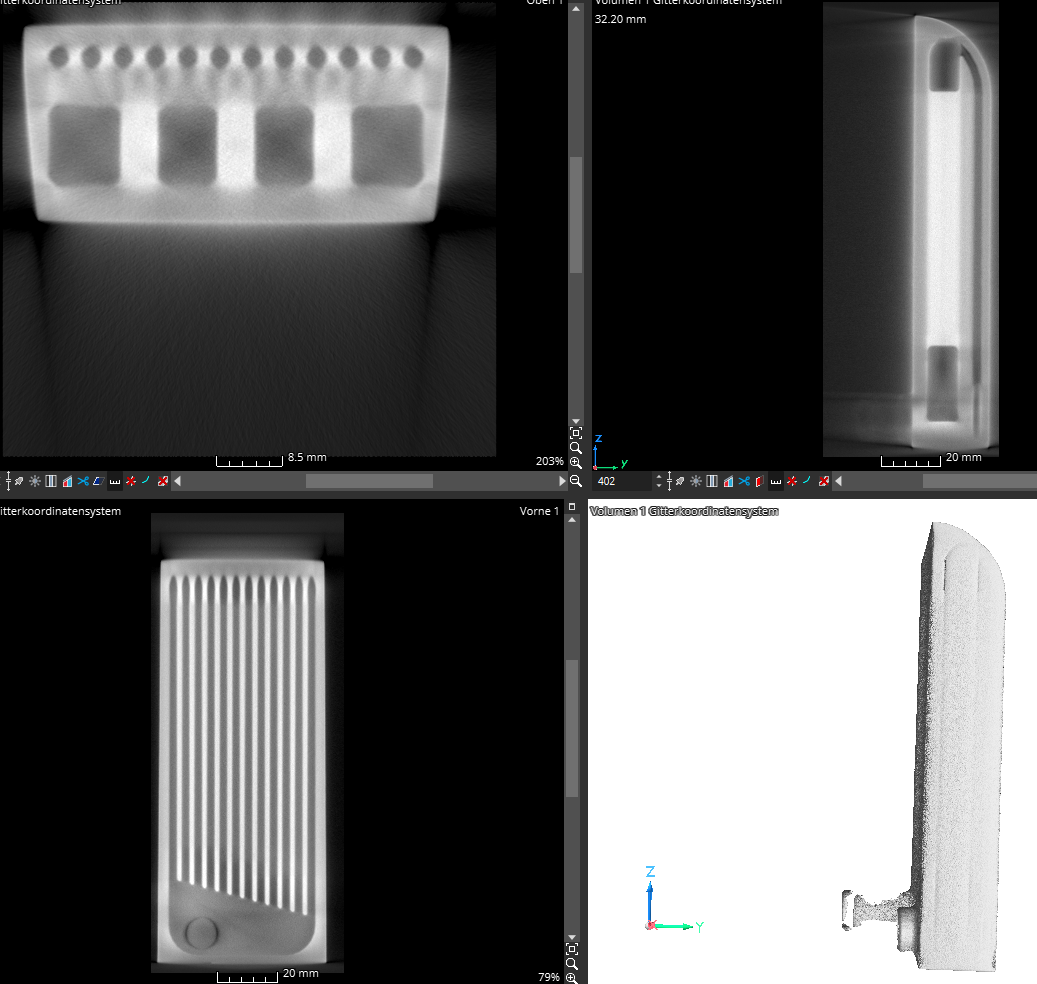 itterkoordinatensystem
Oben 1
Volumen 1 Gitterkoordinatensystem
32.20 mm
8.5 mm
203%
z
y
20 mm
402
itterkoordinatensystem
Vorne 1
Volumen 1 Gitterkoordinatensystem
20 mm
79%
Z
Y